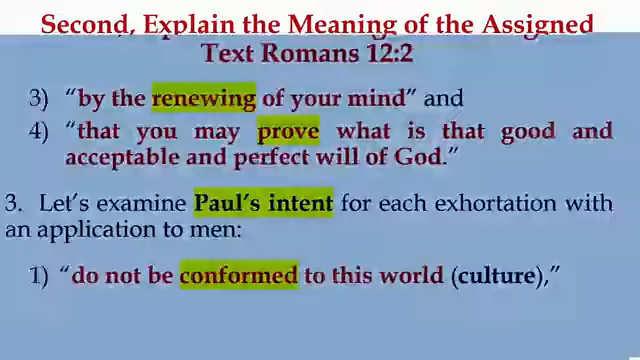 Second, Explain the Meaning of the Assigned
Text Romans 12:2
3) “by the renewing of your mind” and
4) “that you may prove what is that good and
acceptable and perfect will of God.”
3. Let’s examine Paul’s intent for each exhortation with
an application to men:
1) “do not be conformed to this world (culture),”